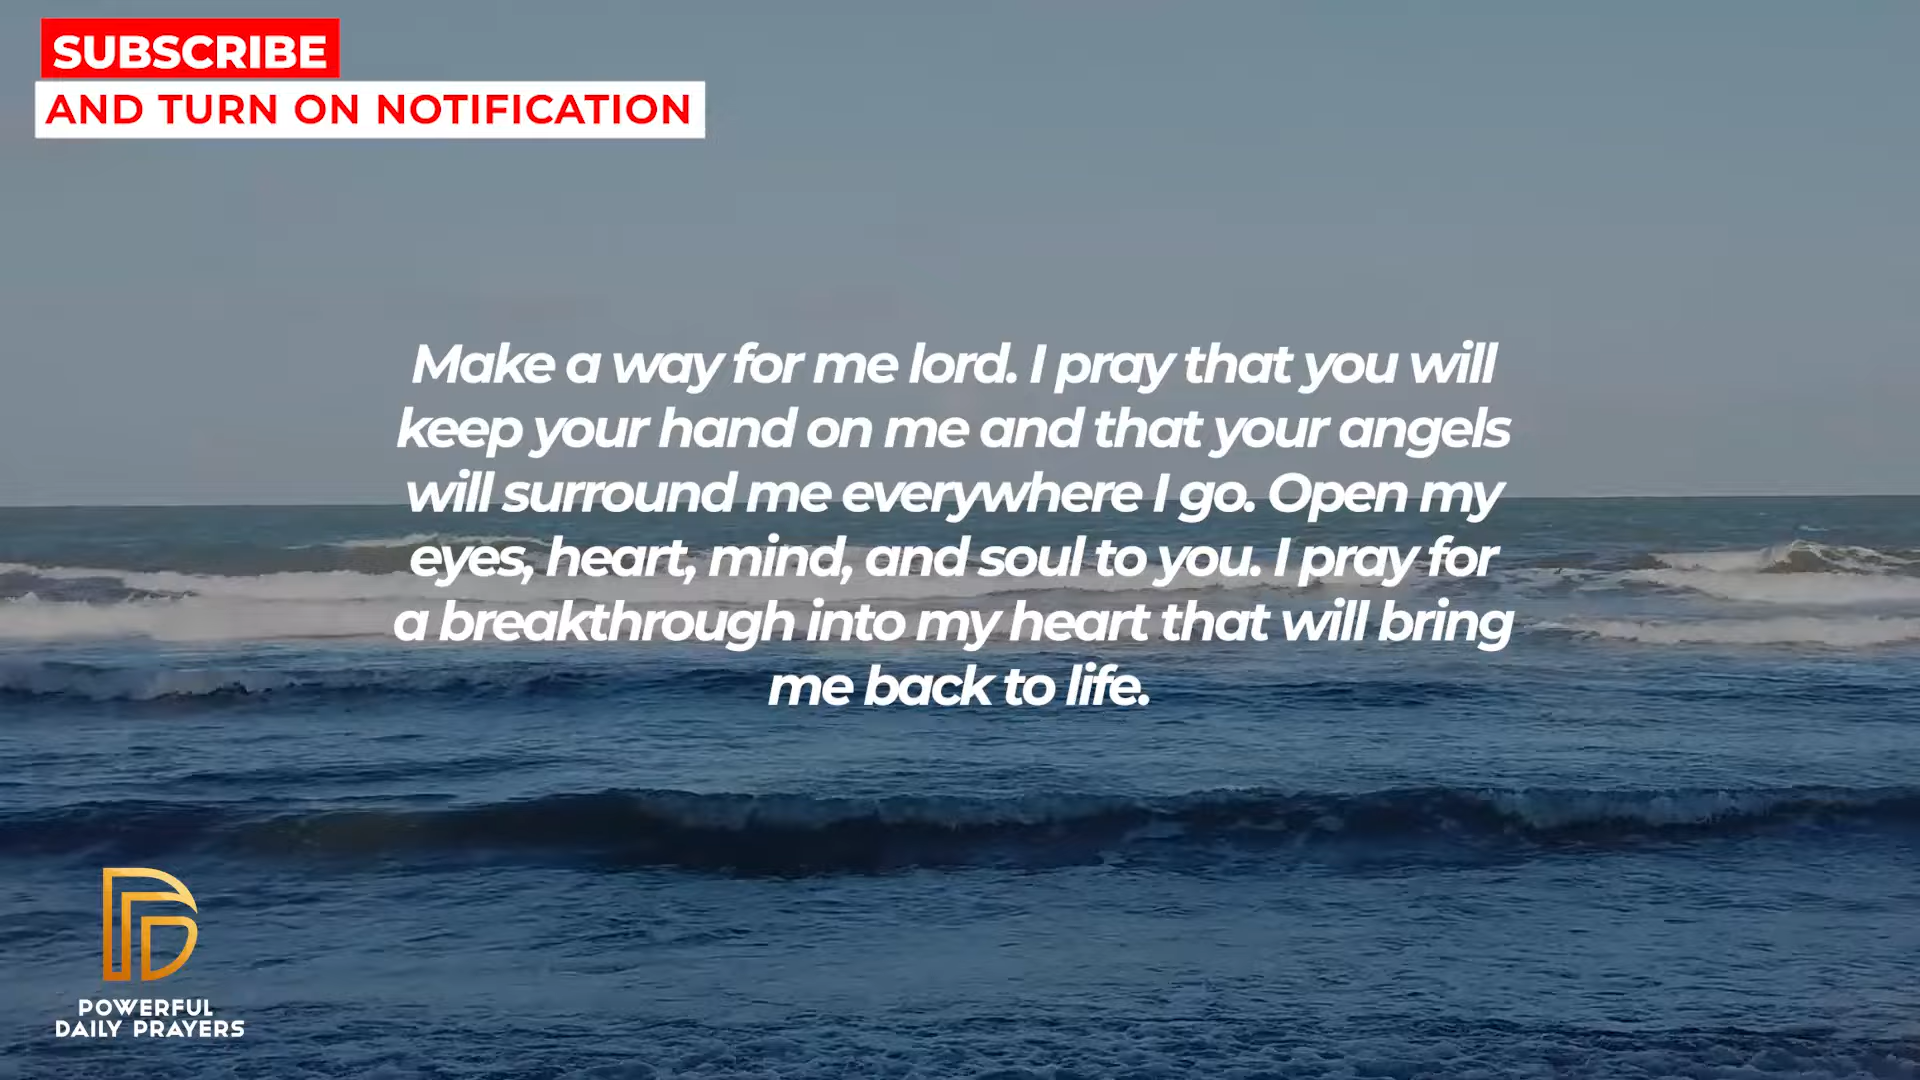 SUBSCRIBE
AND TURN ON NOTIFICATION
Make a way for me lord. I pray that you will
keep your hand on me and that your angels
will surround me everywhere I go. Open my
eyes, heart, mind, and soul to you. I pray for
a breakthrough into my heart that will bring
me back to life.
POWERFUL
DAILY PRAYERS